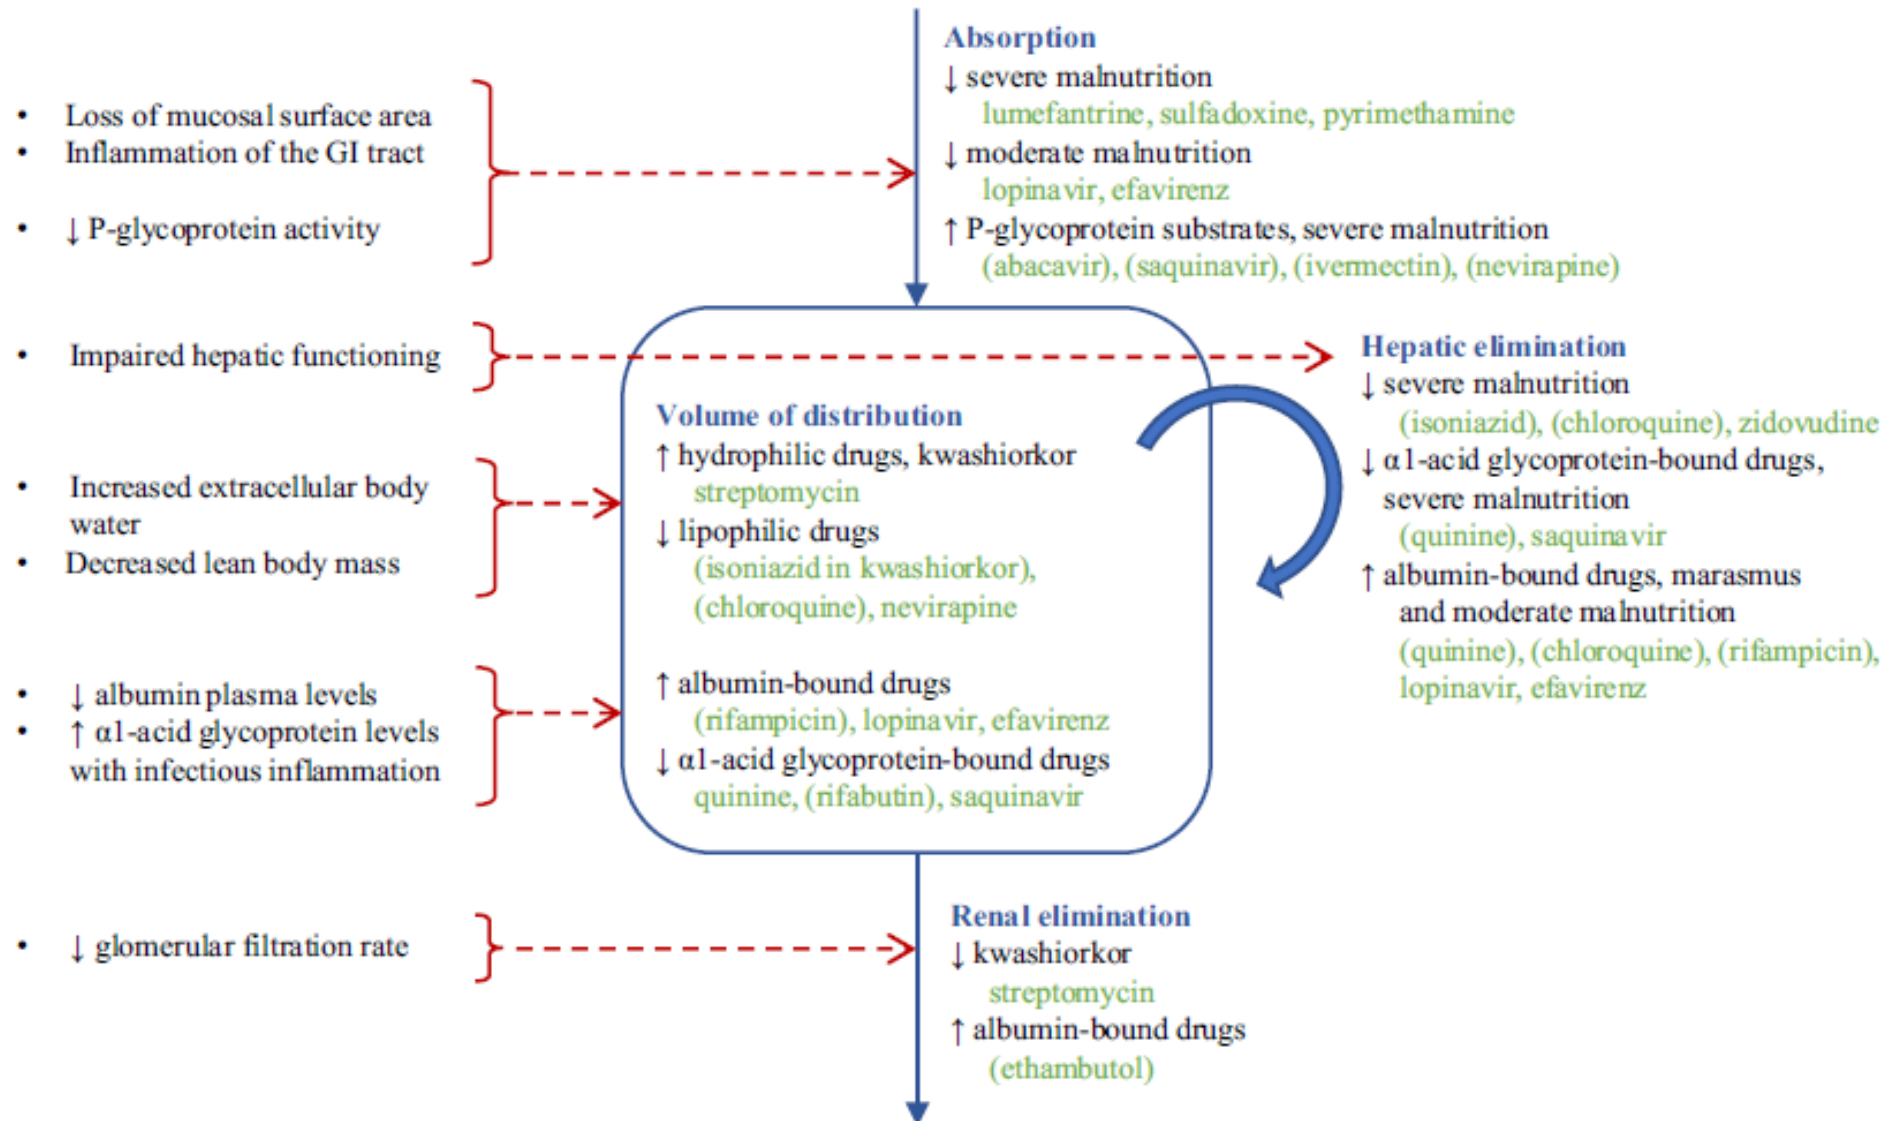 • Loss of mucosal surface area
• Inflammation of the GI tract
• ↓ P-glycoprotein activity
Absorption
↓ severe malnutrition
lumefantrine, sulfadoxine, pyrimethamine
↓ moderate malnutrition
lopinavir, efavirenz
↑ P-glycoprotein substrates, severe malnutrition
(abacavir), (saquinavir), (ivermectin), (nevirapine)
• Impaired hepatic functioning
Hepatic elimination
↓ severe malnutrition
(isoniazid), (chloroquine), zidovudine
↓ α1-acid glycoprotein-bound drugs,
severe malnutrition
(quinine), saquinavir
↑ albumin-bound drugs, marasmus
and moderate malnutrition
(quinine), (chloroquine), (rifampicin),
lopinavir, efavirenz
• Increased extracellular body
water
• Decreased lean body mass
Volume of distribution
↑ hydrophilic drugs, kwashiorkor
streptomycin
↓ lipophilic drugs
(isoniazid in kwashiorkor),
(chloroquine), nevirapine
• ↓ albumin plasma levels
• ↑ α1-acid glycoprotein levels
with infectious inflammation
↑ albumin-bound drugs
(rifampicin), lopinavir, efavirenz
↓ α1-acid glycoprotein-bound drugs
quinine, (rifabutin), saquinavir
• ↓ glomerular filtration rate
Renal elimination
↓ kwashiorkor
streptomycin
↑ albumin-bound drugs
(ethambutol)